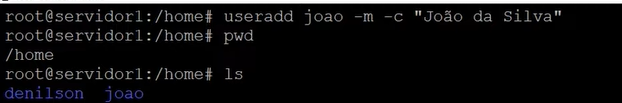 root@servidor1:/home# useradd joao -m -c "João da Silva"
root@servidor1:/home# pwd
/home
root@servidor1:/home# ls
denilson  joao